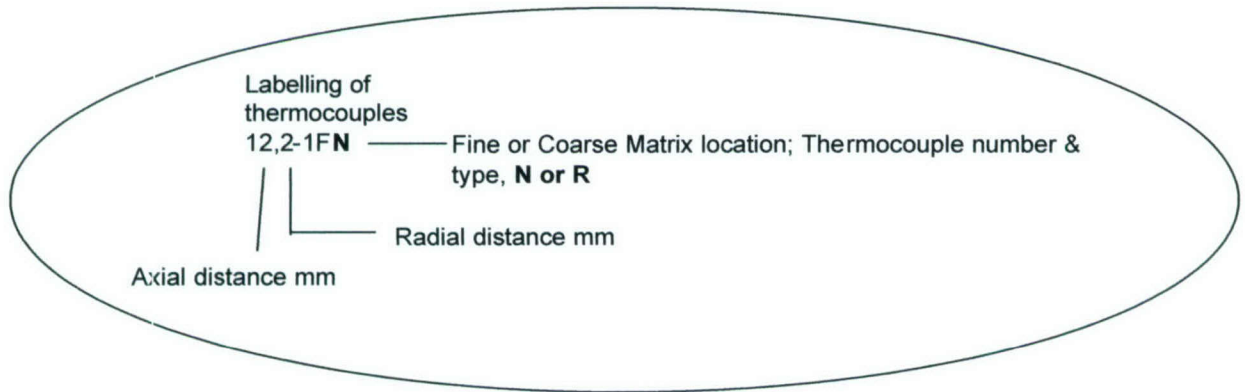 Labelling of
thermocouples
12,2-1FN
Fine or Coarse Matrix location; Thermocouple number &
type, N or R
Radial distance mm
Axial distance mm